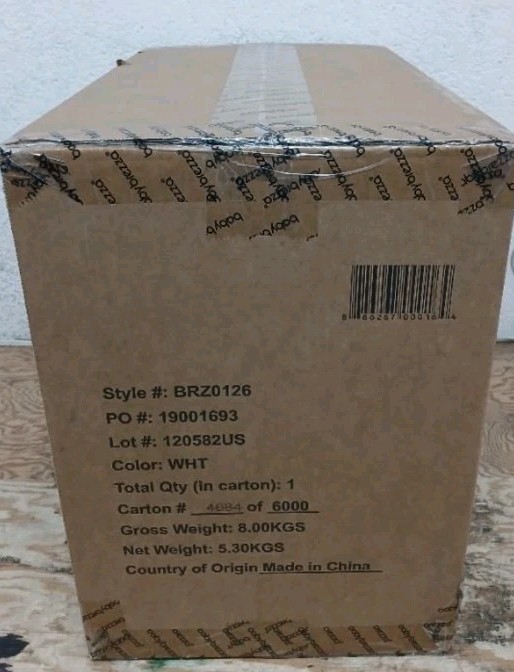 babybrezza
Style #: BRZ0126
PO #: 19001693
Lot #: 120582US
Color: WHT
Total Qty (in carton): 1
Carton # 4684 of 6000
Gross Weight: 8.00KGS
Net Weight: 5.30KGS
Country of Origin Made in China